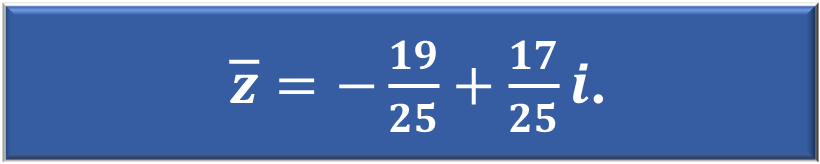 z̅ = − 19/25 + 17/25 i.